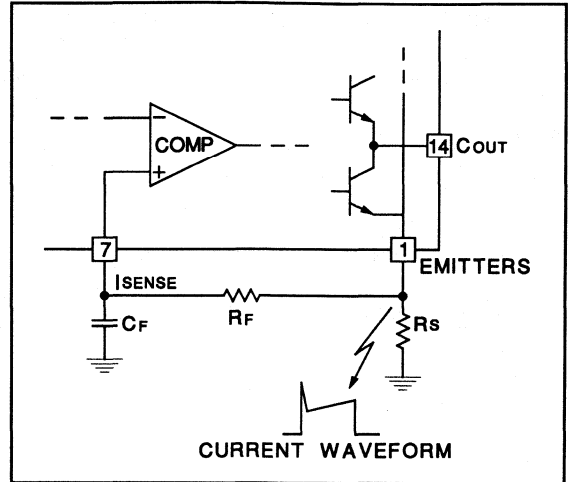 −
COMP
+
14 COUT
7
1
EMITTERS
ISENSE
CF
RF
RS
CURRENT WAVEFORM